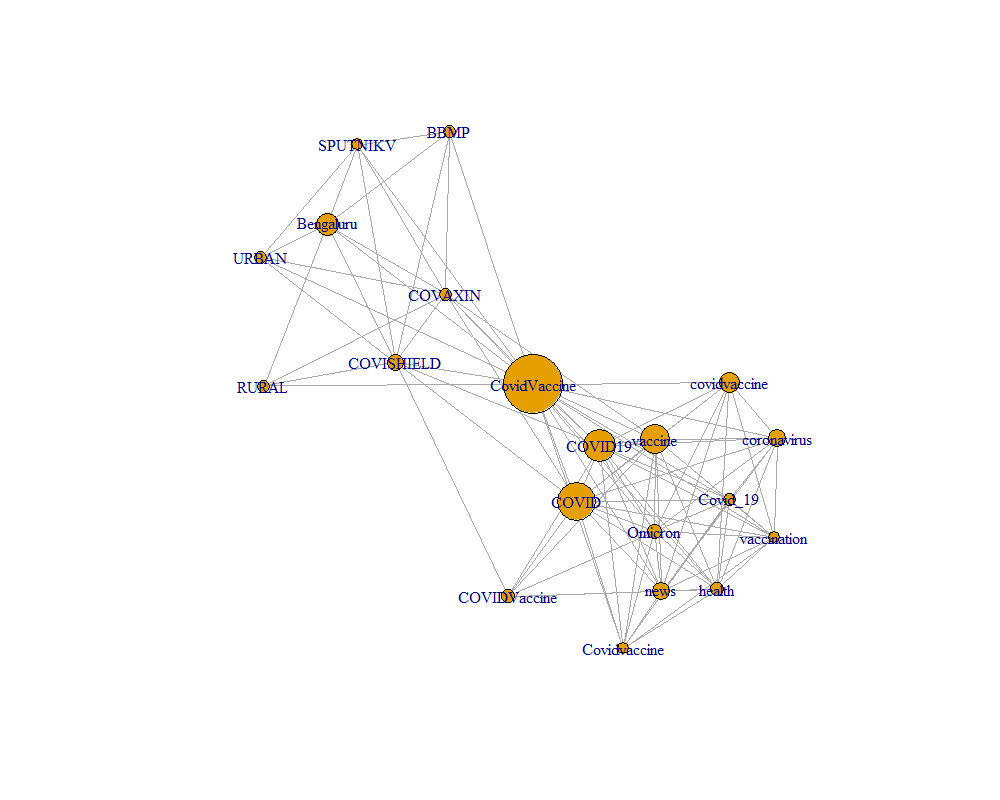 BBMP
SPUTNIKV
Bengaluru
URBAN
COVAXIN
COVISHIELD
RURAL
CovidVaccine
covidvaccine
COVID19
vaccine
coronavirus
COVID
Covid_19
Omicron
vaccination
news
health
COVIDVaccine
Covidvaccine